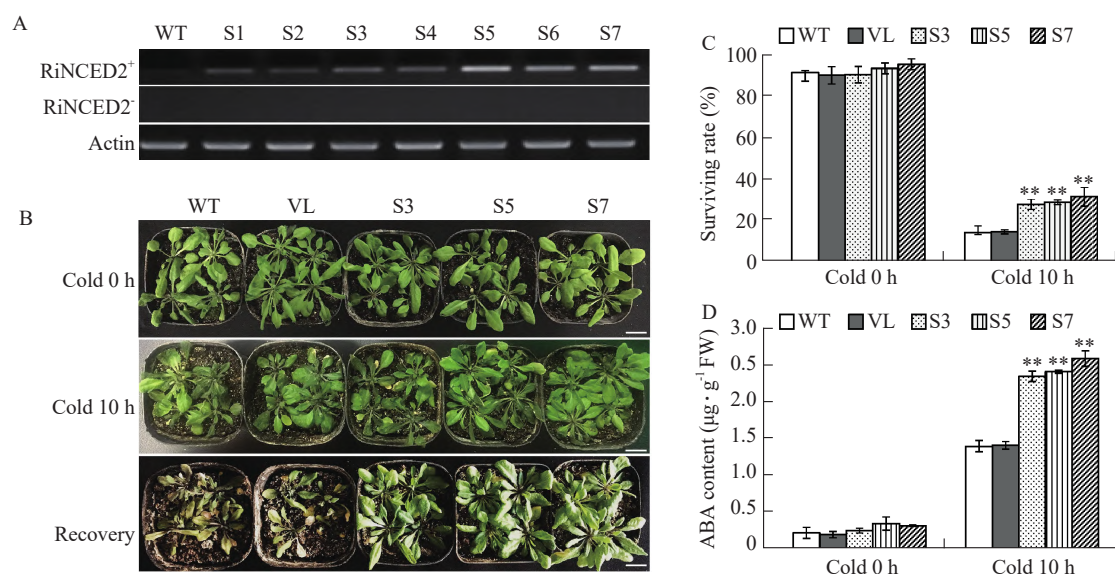 A
WT S1 S2 S3 S4 S5 S6 S7
RiNCED2⁺
RiNCED2⁻
Actin
B
WT VL S3 S5 S7
Cold 0 h
Cold 10 h
Recovery
C
WT VL S3 S5 S7
Surviving rate (%)
100
80
60
40
20
0
** ** **
Cold 0 h Cold 10 h
D
WT VL S3 S5 S7
ABA content (μg · g⁻¹ FW)
3.0
0.5
2.0
1.4
1.0
0.5
0
** ** **
Cold 0 h Cold 10 h